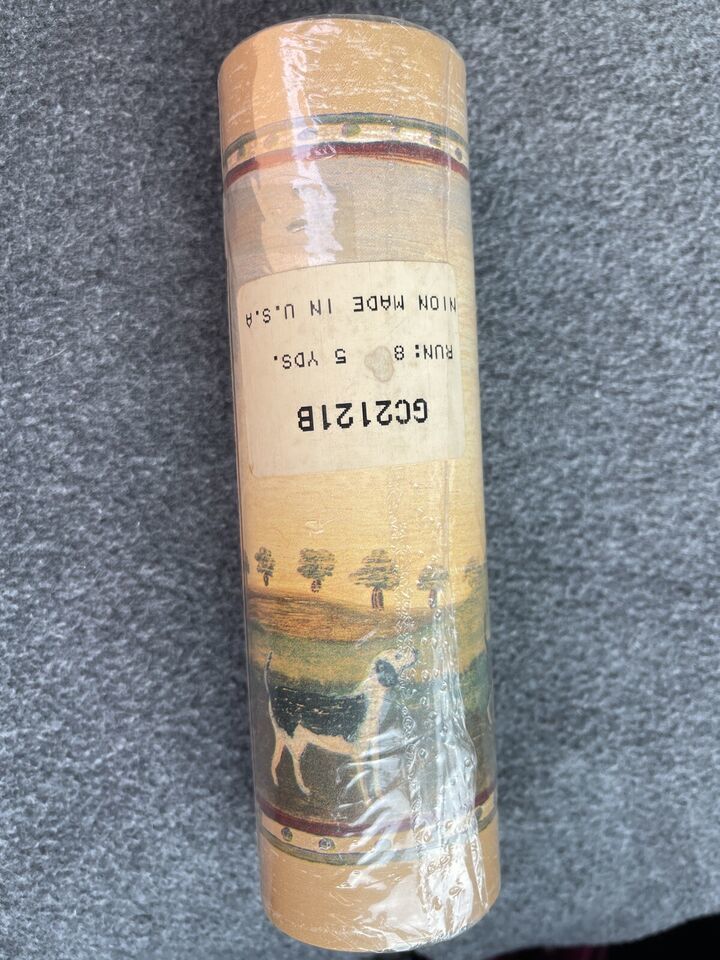 GC2121B
RUN: 8 5 YDS.
NION MADE IN U.S.A